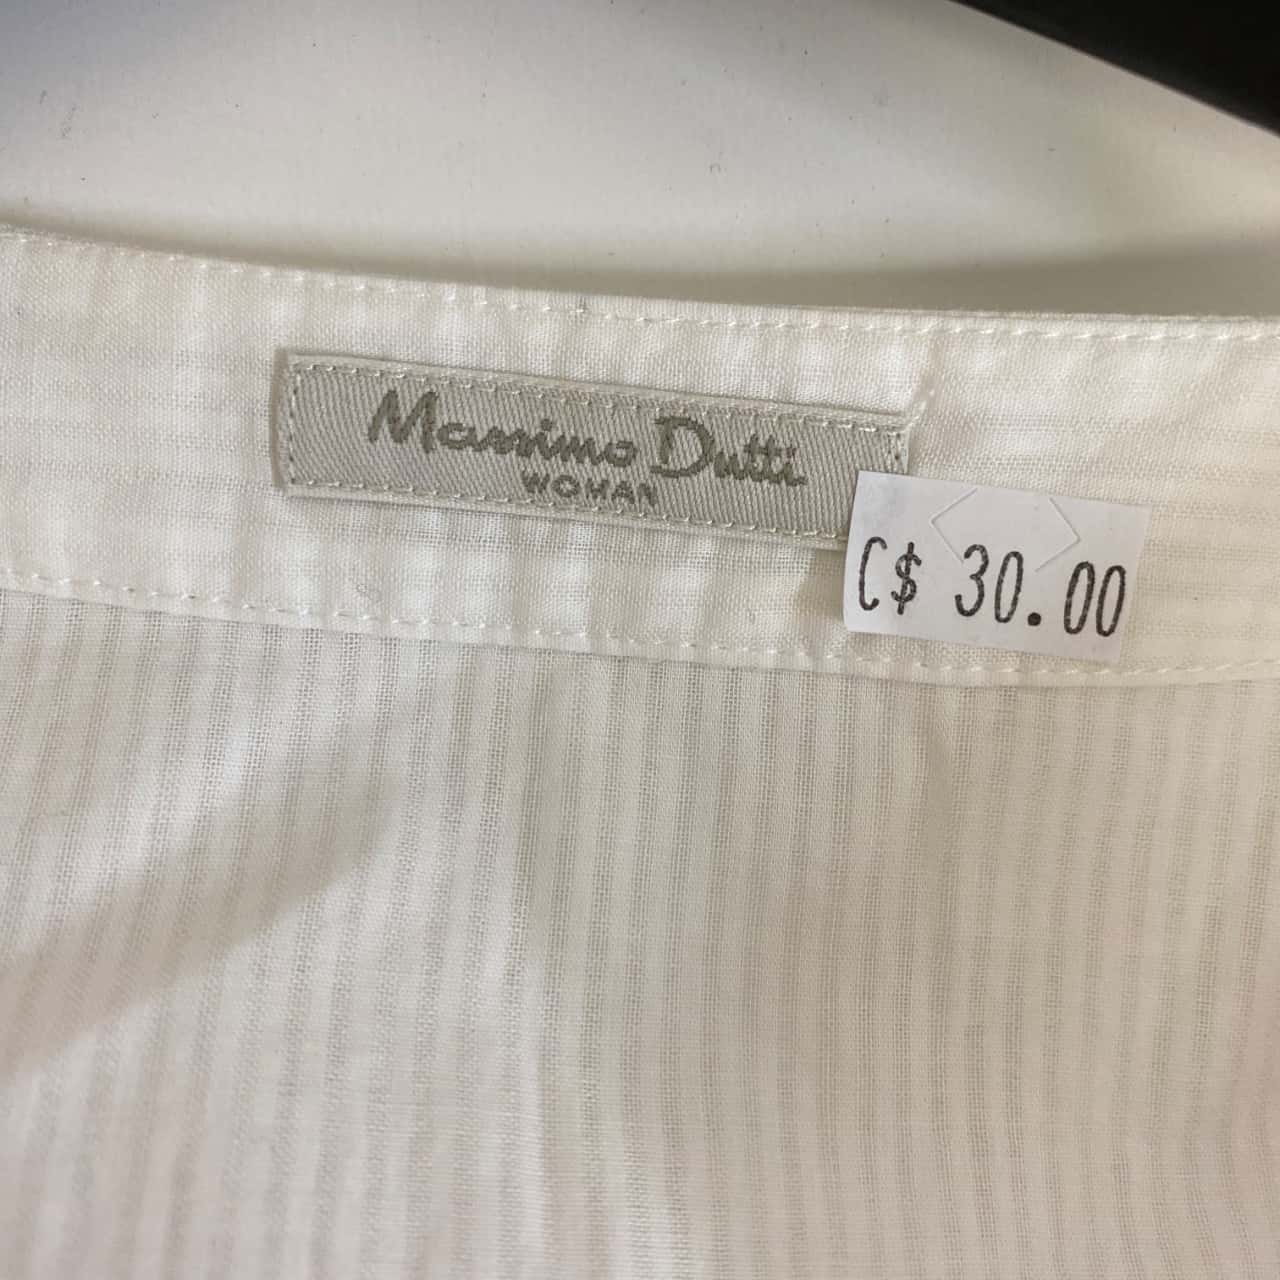 Massimo Dutti
WOMAN
C$ 30.00